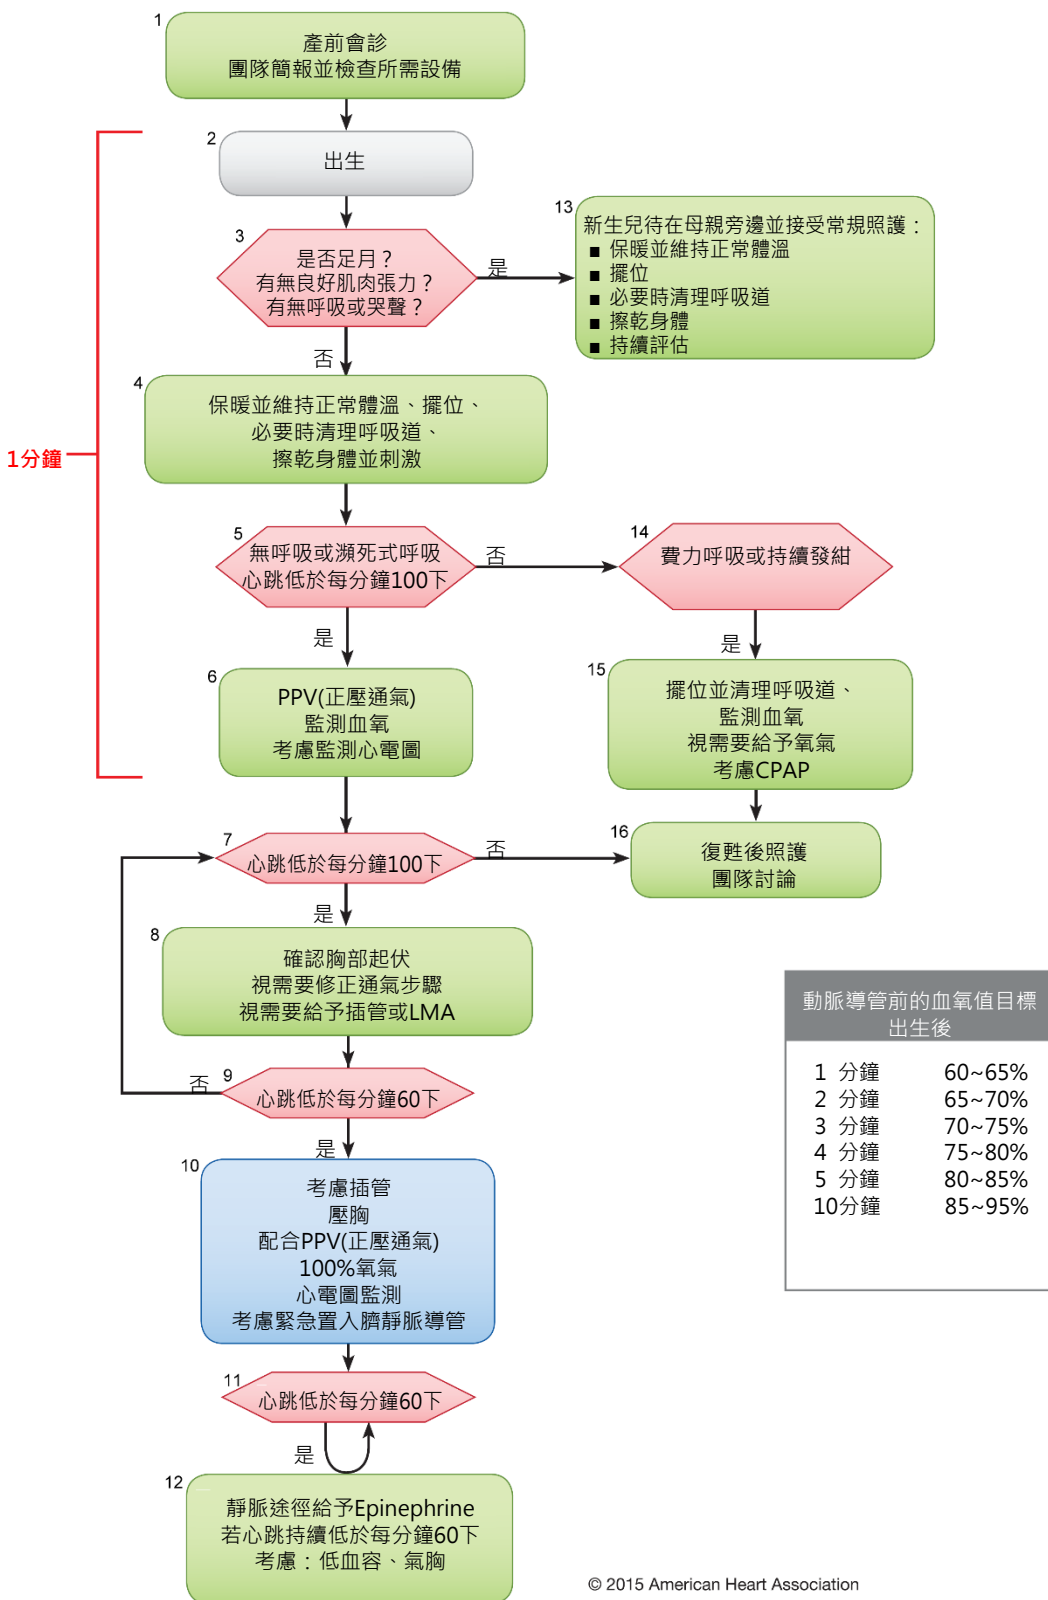 1
產前會診
團隊簡報並檢查所需設備
2
出生
1分鐘
3
是否足月？
有無良好肌肉張力？
有無呼吸或哭聲？
是
13
新生兒待在母親旁邊並接受常規照護：
■ 保暖並維持正常體溫
■ 擺位
■ 必要時清理呼吸道
■ 擦乾身體
■ 持續評估
否
4
保暖並維持正常體溫、擺位、
必要時清理呼吸道、
擦乾身體並刺激
5
無呼吸或瀕死式呼吸
心跳低於每分鐘100下
否
14
費力呼吸或持續發紺
是
是
6
PPV(正壓通氣)
監測血氧
考慮監測心電圖
15
擺位並清理呼吸道、
監測血氧
視需要給予氧氣
考慮CPAP
7
心跳低於每分鐘100下
否
16
復甦後照護
團隊討論
是
8
確認胸部起伏
視需要修正通氣步驟
視需要給予插管或LMA
9
心跳低於每分鐘60下
否
是
10
考慮插管
壓胸
配合PPV(正壓通氣)
100%氧氣
心電圖監測
考慮緊急置入臍靜脈導管
11
心跳低於每分鐘60下
是
12
靜脈途徑給予Epinephrine
若心跳持續低於每分鐘60下
考慮：低血容、氣胸
動脈導管前的血氧值目標
出生後
1 分鐘 60~65%
2 分鐘 65~70%
3 分鐘 70~75%
4 分鐘 75~80%
5 分鐘 80~85%
10分鐘 85~95%
© 2015 American Heart Association